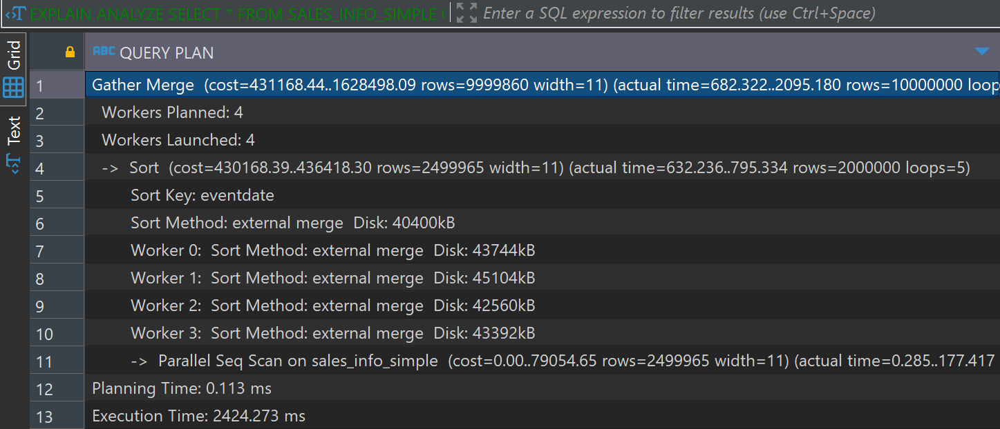 EXPLAIN ANALYZE SELECT * FROM SALES_INFO_SIMPLE
Enter a SQL expression to filter results (use Ctrl+Space)
Grid
Text
ABC QUERY PLAN
1 Gather Merge (cost=431168.44..1628498.09 rows=9999860 width=11) (actual time=682.322..2095.180 rows=10000000
2 Workers Planned: 4
3 Workers Launched: 4
4 -> Sort (cost=430168.39..436418.30 rows=2499965 width=11) (actual time=632.236..795.334 rows=2000000 loops=5)
5 Sort Key: eventdate
6 Sort Method: external merge Disk: 40400kB
7 Worker 0: Sort Method: external merge Disk: 43744kB
8 Worker 1: Sort Method: external merge Disk: 45104kB
9 Worker 2: Sort Method: external merge Disk: 42560kB
10 Worker 3: Sort Method: external merge Disk: 43392kB
11 -> Parallel Seq Scan on sales_info_simple (cost=0.00..79054.65 rows=2499965 width=11) (actual time=0.285..177.417
12 Planning Time: 0.113 ms
13 Execution Time: 2424.273 ms